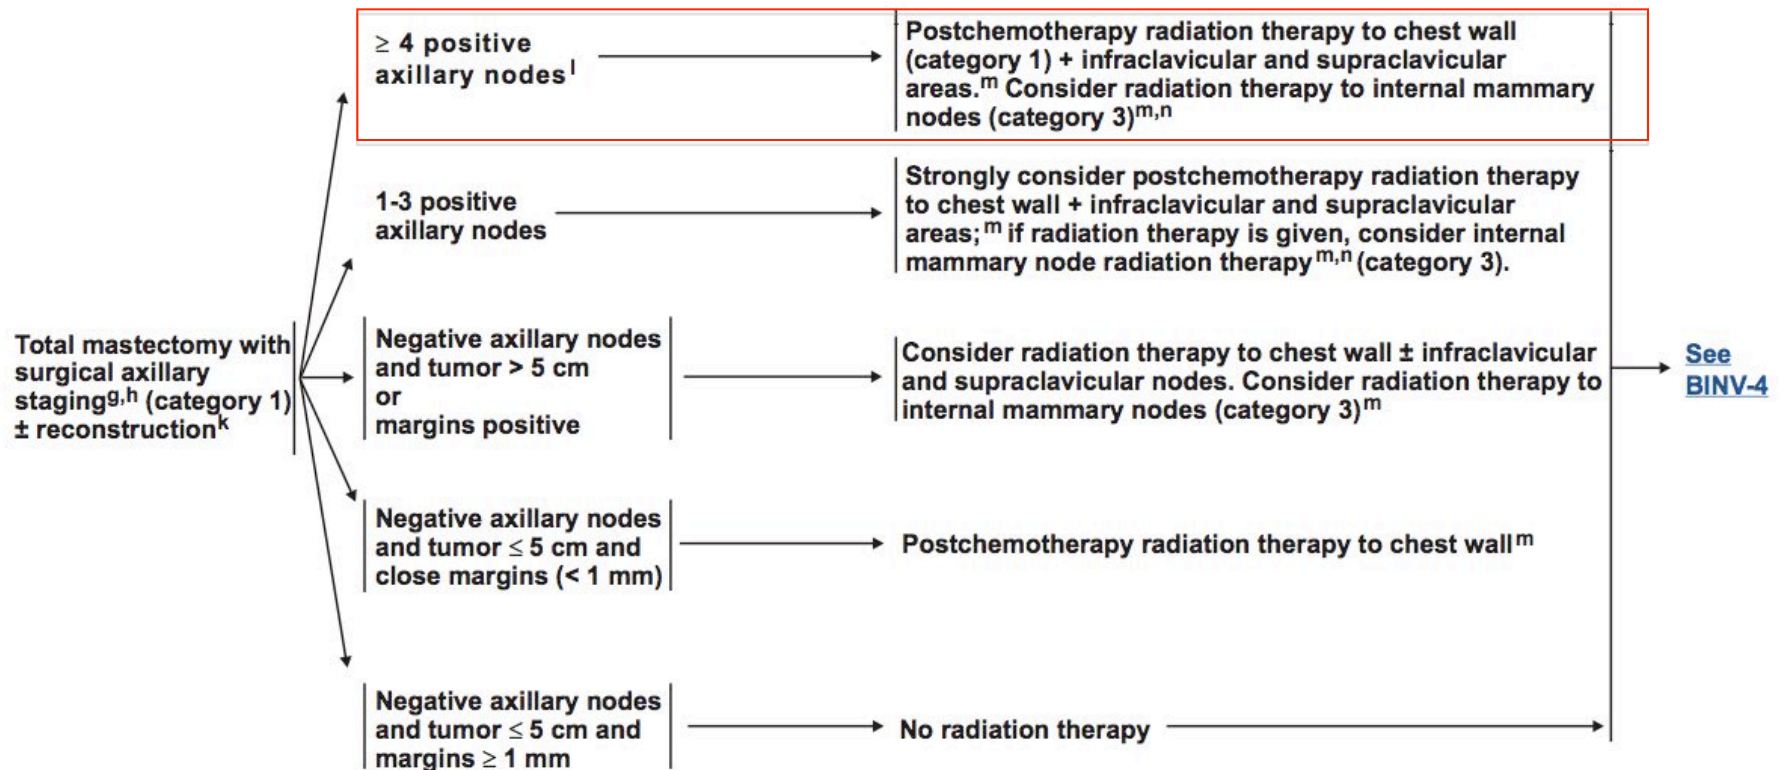 Total mastectomy with
surgical axillary
staging^g,h (category 1)
± reconstruction^k
≥ 4 positive
axillary nodes^l
Postchemotherapy radiation therapy to chest wall
(category 1) + infraclavicular and supraclavicular
areas.^m Consider radiation therapy to internal mammary
nodes (category 3)^m,n
1-3 positive
axillary nodes
Strongly consider postchemotherapy radiation therapy
to chest wall + infraclavicular and supraclavicular
areas;^m if radiation therapy is given, consider internal
mammary node radiation therapy^m,n (category 3).
Negative axillary nodes
and tumor > 5 cm
or
margins positive
Consider radiation therapy to chest wall ± infraclavicular
and supraclavicular nodes. Consider radiation therapy to
internal mammary nodes (category 3)^m
Negative axillary nodes
and tumor ≤ 5 cm and
close margins (< 1 mm)
Postchemotherapy radiation therapy to chest wall^m
Negative axillary nodes
and tumor ≤ 5 cm and
margins ≥ 1 mm
No radiation therapy
See
BINV-4